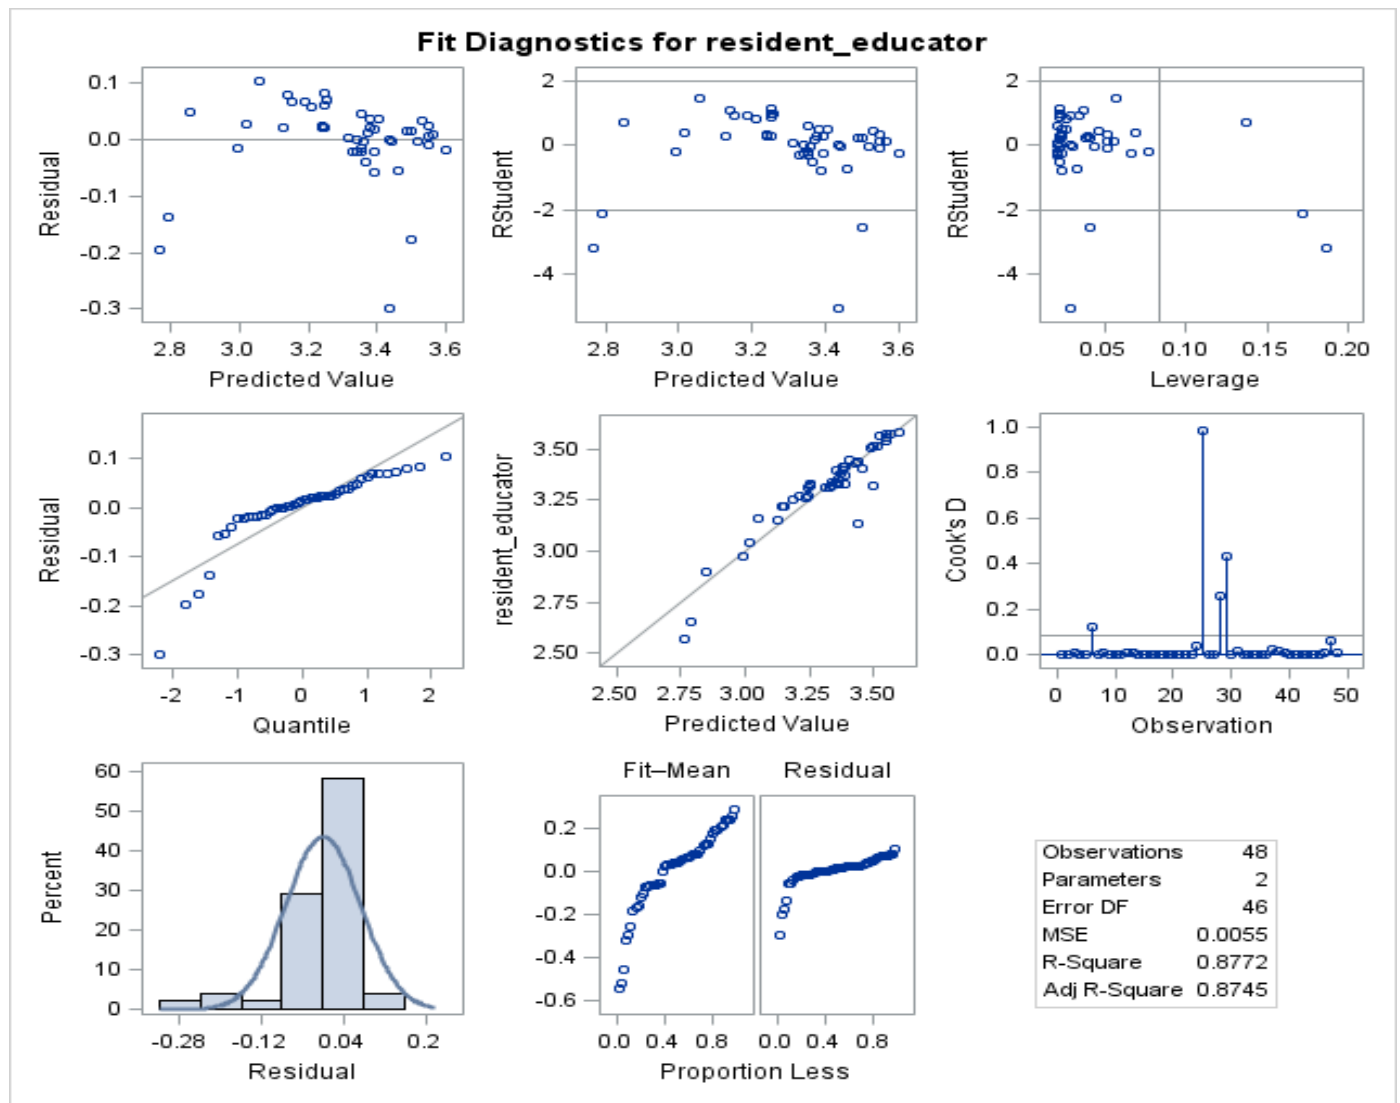 Fit Diagnostics for resident_educator
0.1
0.0
-0.1
-0.2
-0.3
Residual
2.8 3.0 3.2 3.4 3.6
Predicted Value
2
0
-2
-4
RStudent
2.8 3.0 3.2 3.4 3.6
Predicted Value
2
0
-2
-4
RStudent
0.05 0.10 0.15 0.20
Leverage
0.1
0.0
-0.1
-0.2
-0.3
Residual
-2 -1 0 1 2
Quantile
3.50
3.25
3.00
2.75
2.50
resident_educator
2.50 2.75 3.00 3.25 3.50
Predicted Value
1.0
0.8
0.6
0.4
0.2
0.0
Cook's D
0 10 20 30 40 50
Observation
60
50
40
30
20
10
0
Percent
-0.28 -0.12 0.04 0.2
Residual
Fit–Mean Residual
0.2
0.0
-0.2
-0.4
-0.6
0.0 0.4 0.8 0.0 0.4 0.8
Proportion Less
Observations 48
Parameters 2
Error DF 46
MSE 0.0055
R-Square 0.8772
Adj R-Square 0.8745